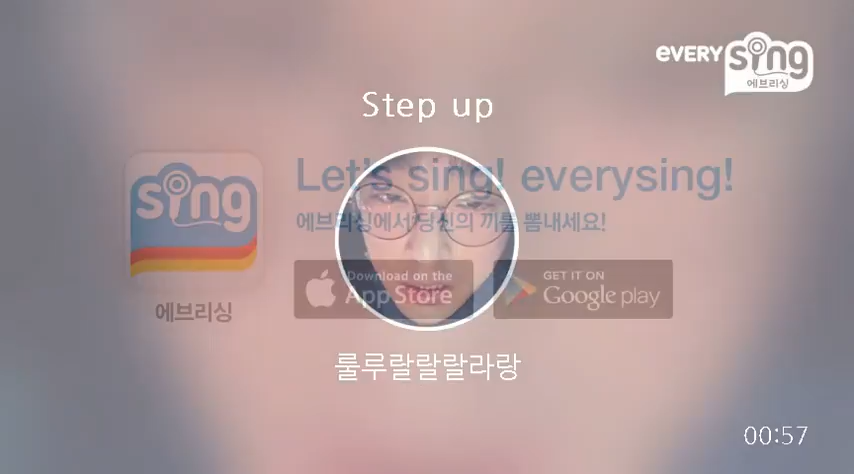 everysing
에브리싱
Step up
sing
Let's sing! everysing!
에브리싱에서 당신의 끼를 뽐내세요!
Download on the
App Store
GET IT ON
Google play
에브리싱
룰루랄랄랄라랑
00:57